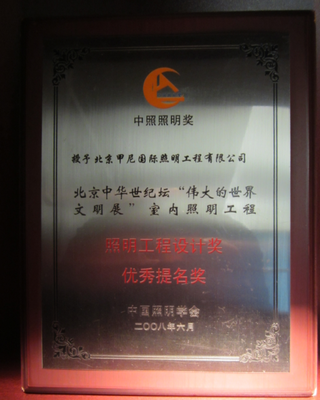 中照照明奖
授予北京甲尼国际照明工程有限公司
北京中华世纪坛“伟大的世界
文明展”室内照明工程
照明工程设计奖
优秀提名奖
中国照明学会
二〇〇八年六月